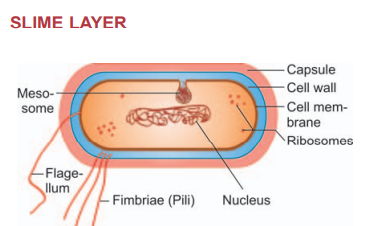 SLIME LAYER
Capsule
Cell wall
Cell mem-
brane
Ribosomes
Meso-
some
Flage-
llum
Fimbriae (Pili)
Nucleus